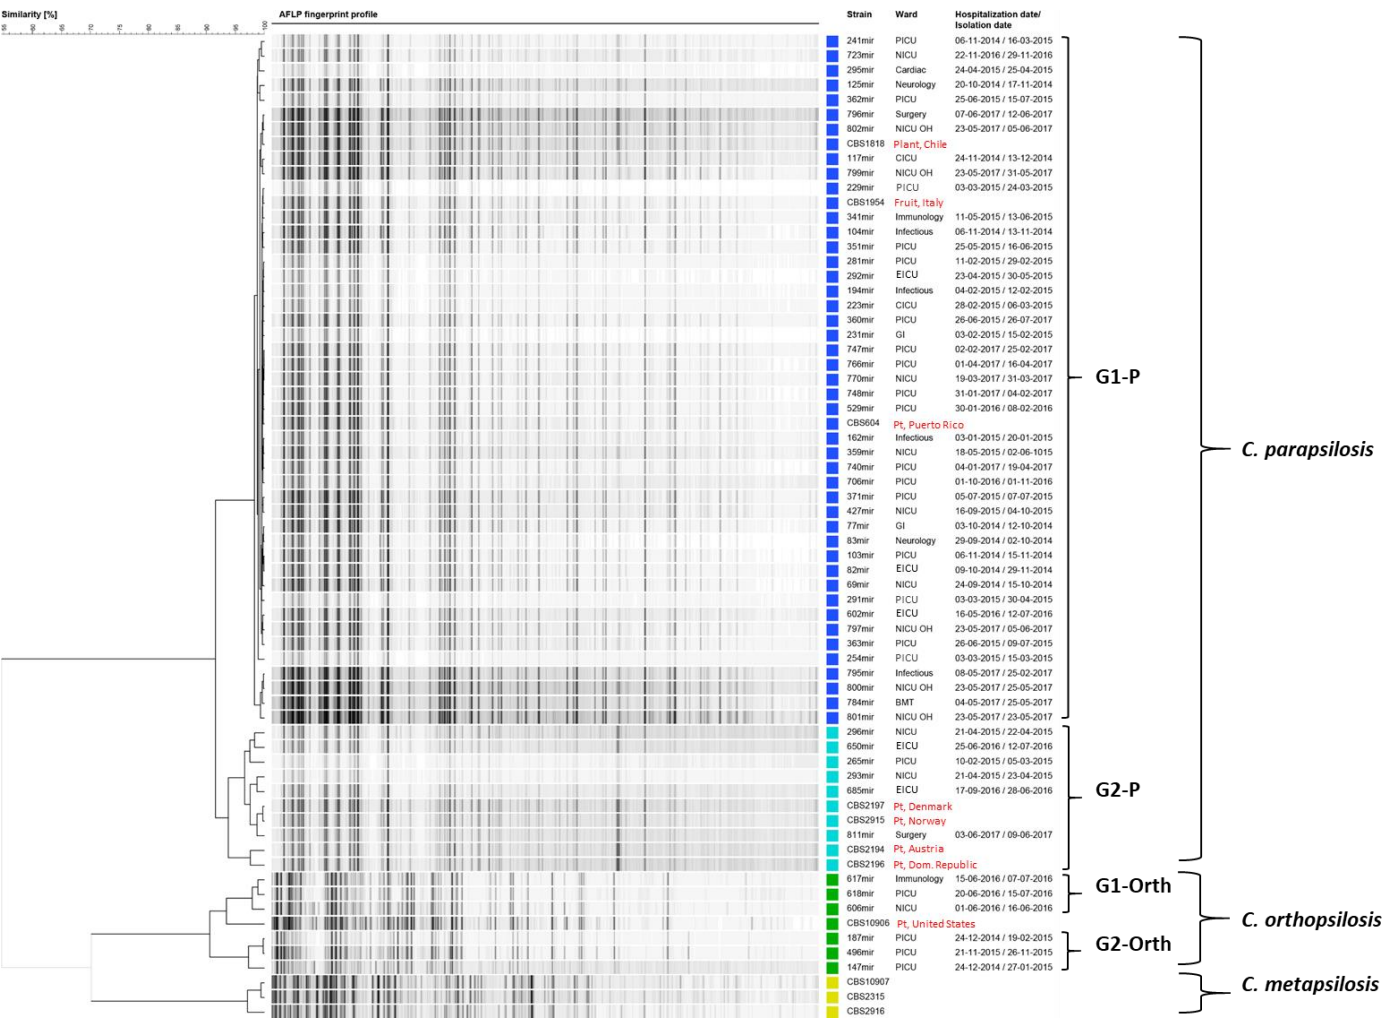 Similarity [%]
AFLP fingerprint profile
Strain Ward Hospitalization date/
Isolation date
55 60 65 70 75 80 85 90 95 100
241mir PICU 06-11-2014 / 16-03-2015
723mir NICU 22-11-2016 / 29-11-2016
295mir Cardiac 24-04-2015 / 25-04-2015
125mir Neurology 20-10-2014 / 17-11-2014
362mir PICU 25-06-2015 / 15-07-2015
796mir Surgery 07-06-2017 / 12-06-2017
802mir NICU OH 23-05-2017 / 05-06-2017
CBS1818 Plant, Chile
117mir CICU 24-11-2014 / 13-12-2014
799mir NICU OH 23-05-2017 / 31-05-2017
229mir PICU 03-03-2015 / 24-03-2015
CBS1954 Fruit, Italy
341mir Immunology 11-05-2015 / 13-06-2015
104mir Infectious 06-11-2014 / 13-11-2014
351mir PICU 25-05-2015 / 16-06-2015
281mir PICU 11-02-2015 / 29-02-2015
292mir EICU 23-04-2015 / 30-05-2015
194mir Infectious 04-02-2015 / 12-02-2015
223mir CICU 28-02-2015 / 06-03-2015
360mir PICU 26-06-2015 / 26-07-2017
231mir GI 03-02-2015 / 15-02-2015
747mir PICU 02-02-2017 / 25-02-2017
766mir PICU 01-04-2017 / 16-04-2017
770mir NICU 19-03-2017 / 31-03-2017
G1-P
748mir PICU 31-01-2017 / 04-02-2017
529mir PICU 30-01-2016 / 08-02-2016
CBS604 Pt, Puerto Rico
162mir Infectious 03-01-2015 / 20-01-2015
C. parapsilosis
359mir NICU 18-05-2015 / 02-06-1015
740mir PICU 04-01-2017 / 19-04-2017
706mir PICU 01-10-2016 / 01-11-2016
371mir PICU 05-07-2015 / 07-07-2015
427mir NICU 16-09-2015 / 04-10-2015
77mir GI 03-10-2014 / 12-10-2014
83mir Neurology 29-09-2014 / 02-10-2014
103mir PICU 06-11-2014 / 15-11-2014
82mir EICU 09-10-2014 / 29-11-2014
69mir NICU 24-09-2014 / 15-10-2014
291mir PICU 03-03-2015 / 30-04-2015
602mir EICU 16-05-2016 / 12-07-2016
797mir NICU OH 23-05-2017 / 05-06-2017
363mir PICU 26-06-2015 / 09-07-2015
254mir PICU 03-03-2015 / 15-03-2015
795mir Infectious 08-05-2017 / 25-02-2017
800mir NICU OH 23-05-2017 / 25-05-2017
784mir BMT 04-05-2017 / 25-05-2017
801mir NICU OH 23-05-2017 / 23-05-2017
296mir NICU 21-04-2015 / 22-04-2015
650mir EICU 25-06-2016 / 12-07-2016
265mir PICU 10-02-2015 / 05-03-2015
293mir NICU 21-04-2015 / 23-04-2015
685mir EICU 17-09-2016 / 28-06-2016
G2-P
CBS2197 Pt, Denmark
CBS2915 Pt, Norway
811mir Surgery 03-06-2017 / 09-06-2017
CBS2194 Pt, Austria
CBS2196 Pt, Dom. Republic
617mir Immunology 15-06-2016 / 07-07-2016
G1-Orth
618mir PICU 20-06-2016 / 15-07-2016
606mir NICU 01-06-2016 / 16-06-2016
CBS10906 Pt, United States
C. orthopsilosis
187mir PICU 24-12-2014 / 19-02-2015
G2-Orth
496mir PICU 21-11-2015 / 26-11-2015
147mir PICU 24-12-2014 / 27-01-2015
CBS10907
C. metapsilosis
CBS2315
CBS2916